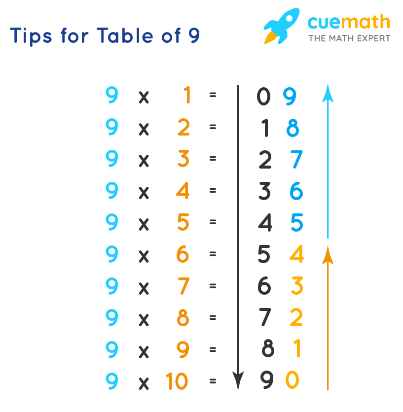 Tips for Table of 9
cuemath
THE MATH EXPERT
9 x 1 = 0 9
9 x 2 = 1 8
9 x 3 = 2 7
9 x 4 = 3 6
9 x 5 = 4 5
9 x 6 = 5 4
9 x 7 = 6 3
9 x 8 = 7 2
9 x 9 = 8 1
9 x 10 = 9 0